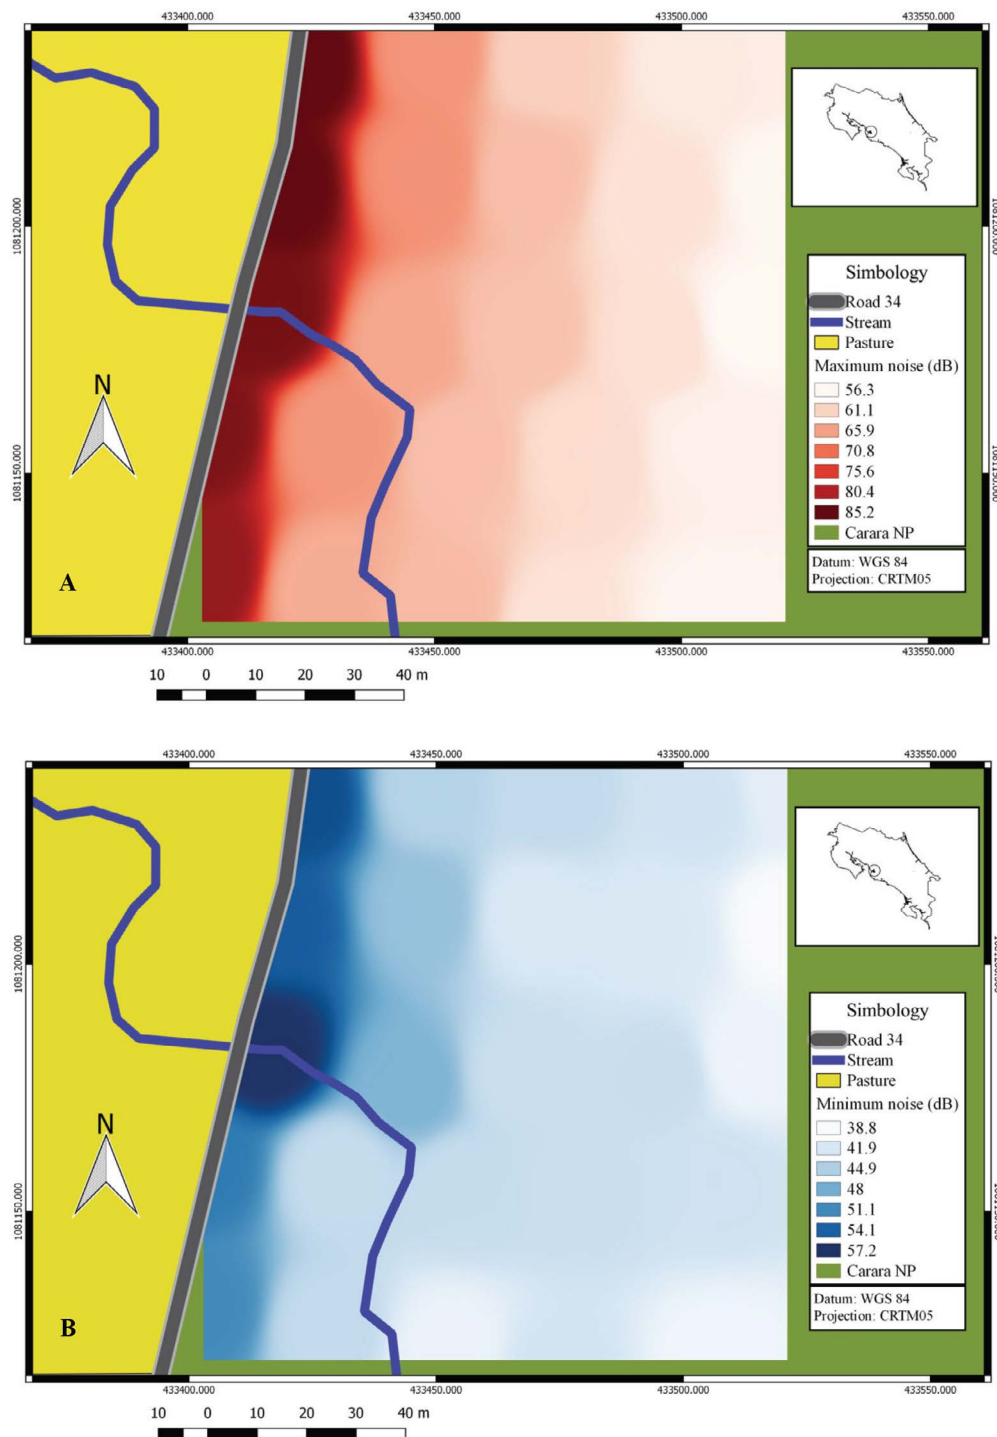 433400.000 433450.000 433500.000 433550.000
1081200.000
1081200.000
Simbology
Road 34
Stream
Pasture
Maximum noise (dB)
56.3
61.1
65.9
70.8
75.6
80.4
85.2
Carara NP
N
1081150.000
1081150.000
Datum: WGS 84
Projection: CRTM05
A
433400.000 433450.000 433500.000 433550.000
10 0 10 20 30 40 m
433400.000 433450.000 433500.000 433550.000
1081200.000
Simbology
Road 34
Stream
Pasture
Minimum noise (dB)
38.8
41.9
44.9
48
51.1
54.1
57.2
Carara NP
N
1081150.000
Datum: WGS 84
Projection: CRTM05
B
433400.000 433450.000 433500.000 433550.000
10 0 10 20 30 40 m